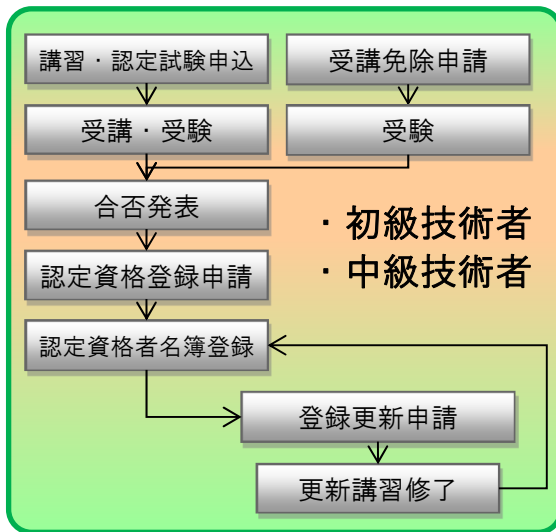 講習・認定試験申込
受講免除申請
受講・受験
受験
合否発表
・初級技術者
・中級技術者
認定資格登録申請
認定資格者名簿登録
登録更新申請
更新講習修了